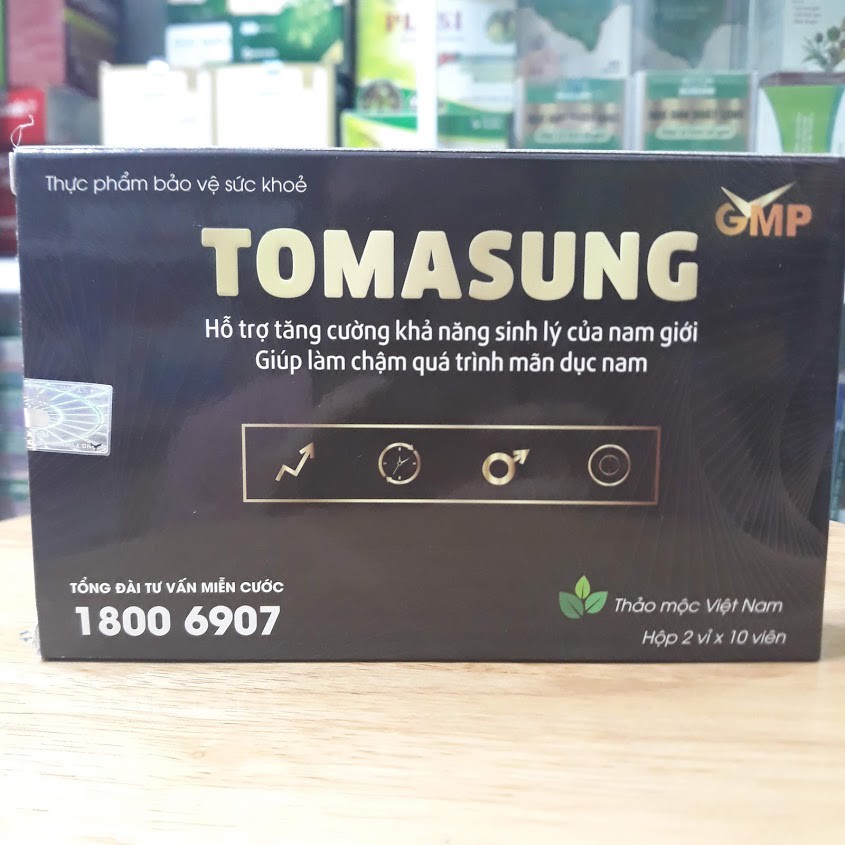 Thực phẩm bảo vệ sức khoẻ
GMP
TOMASUNG
Hỗ trợ tăng cường khả năng sinh lý của nam giới
Giúp làm chậm quá trình mãn dục nam
TỔNG ĐÀI TƯ VẤN MIỄN CƯỚC
1800 6907
Thảo mộc Việt Nam
Hộp 2 vỉ x 10 viên